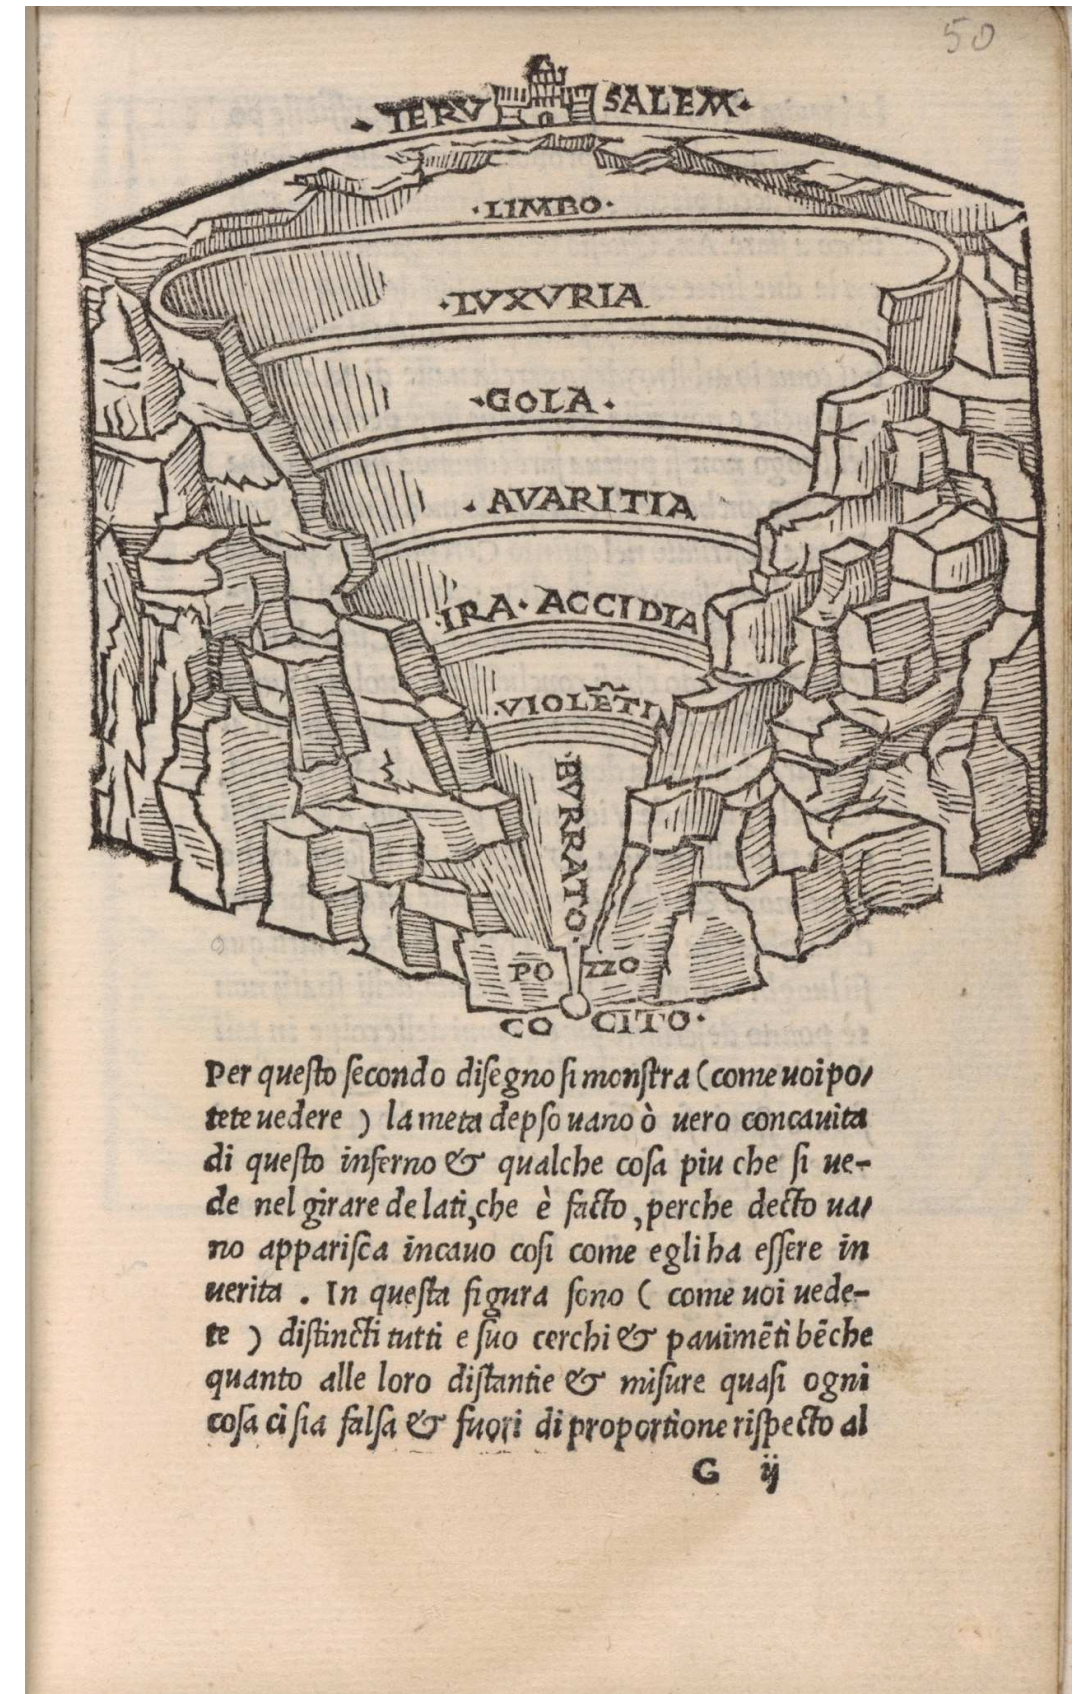 50
IERV SALEM·
·LIMBO·
·LVXVRIA
·GOLA·
·AVARITIA
·IRA·ACCIDIA
·VIOLE͂TI
BVRRATO·
PO ZZO
CO CITO·
Per queſto ſecondo diſegno ſi monſtra (come uoi po/
tete uedere ) la meta depſo uano ò uero concauita
di queſto inferno & qualche coſa piu che ſi ue-
de nel girare de lati, che è facto, perche decto ua/
no appariſca incauo coſi come egli ha eſſere in
uerita . In queſta figura ſono ( come uoi uede-
te ) diſtincti tutti e ſuo cerchi & pauimēti bēche
quanto alle loro diſtantie & miſure quaſi ogni
coſa ci ſia falſa & fuori di proportione riſpecto al
G ij